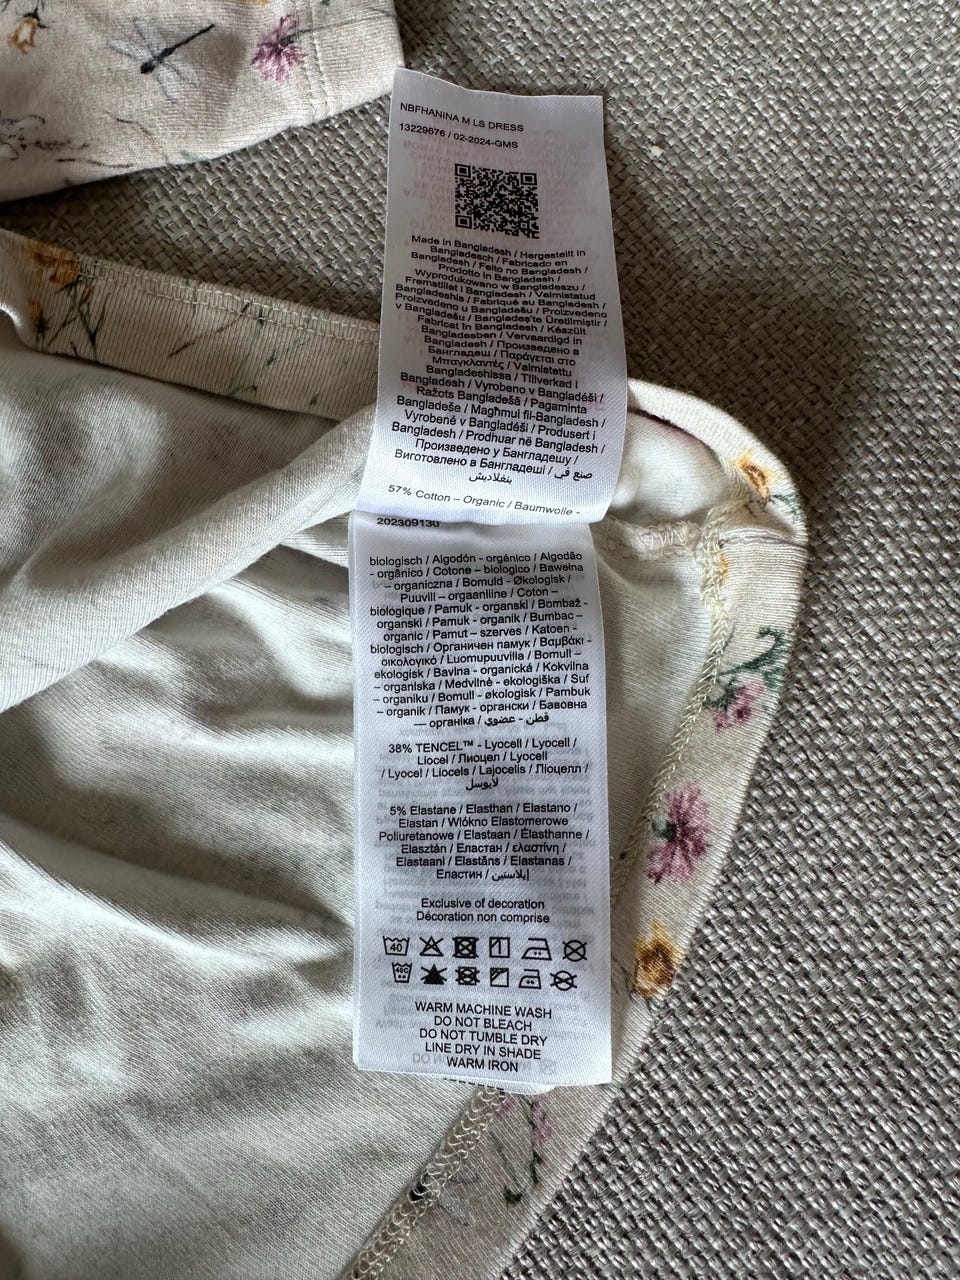 NBFHANINA M LS DRESS
13229676 / 02-2024-GMS
Made in Bangladesh / Hergestellt in
Bangladesch / Fabricado en
Bangladesh / Feito no Bangladesh /
Prodotto in Bangladesh /
Wyprodukowano w Bangladeszu /
Fremstillet i Bangladesh / Valmistatud
Bangladeshis / Fabriqué au Bangladesh /
Proizvedeno u Bangladešu / Proizvedeno
v Bangladešu / Bangladeş'te Üretilmiştir /
Fabricat în Bangladesh / Készült
Bangladesben / Vervaardigd in
Bangladesh / Произведено в
Бангладеш / Παράγεται στο
Μπαγκλαντές / Valmistettu
Bangladeshissa / Tillverkad i
Bangladesh / Vyrobeno v Bangladéši /
Ražots Bangladešā / Pagaminta
Bangladeše / Magħmul fil-Bangladesh /
Vyrobené v Bangladéši / Produsert i
Bangladesh / Prodhuar në Bangladesh /
Произведено у Бангладешу /
Виготовлено в Бангладеші / صنع في
بنغلاديش
57% Cotton – Organic / Baumwolle -
202309130
biologisch / Algodón - orgánico / Algodão
- orgânico / Cotone – biologico / Bawełna
– organiczna / Bomuld - Økologisk /
Puuvill – orgaaniline / Coton –
biologique / Pamuk - organski / Bombaž -
organski / Pamuk - organik / Bumbac –
organic / Pamut – szerves / Katoen -
biologisch / Органичен памук / Βαμβάκι -
οικολογικό / Luomupuuvilla / Bomull –
ekologisk / Bavlna - organická / Kokvilna
– organiska / Medvilnė - ekologiška / Suf
– organiku / Bomull - økologisk / Pambuk
– organik / Памук - органски / Бавовна
— органіка / قطن - عضوي
38% TENCEL™ - Lyocell / Lyocell /
Liocel / Лиоцел / Lyocell
/ Lyocel / Liocels / Lajocelis / Ліоцелл /
لايوسل
5% Elastane / Elasthan / Elastano /
Elastan / Włókno Elastomerowe
Poliuretanowe / Elastaan / Élasthanne /
Elasztán / Еластан / ελαστίνη /
Elastaani / Elastāns / Elastanas /
Еластин / إيلاستين
Exclusive of decoration
Décoration non comprise
40
40C
WARM MACHINE WASH
DO NOT BLEACH
DO NOT TUMBLE DRY
LINE DRY IN SHADE
WARM IRON